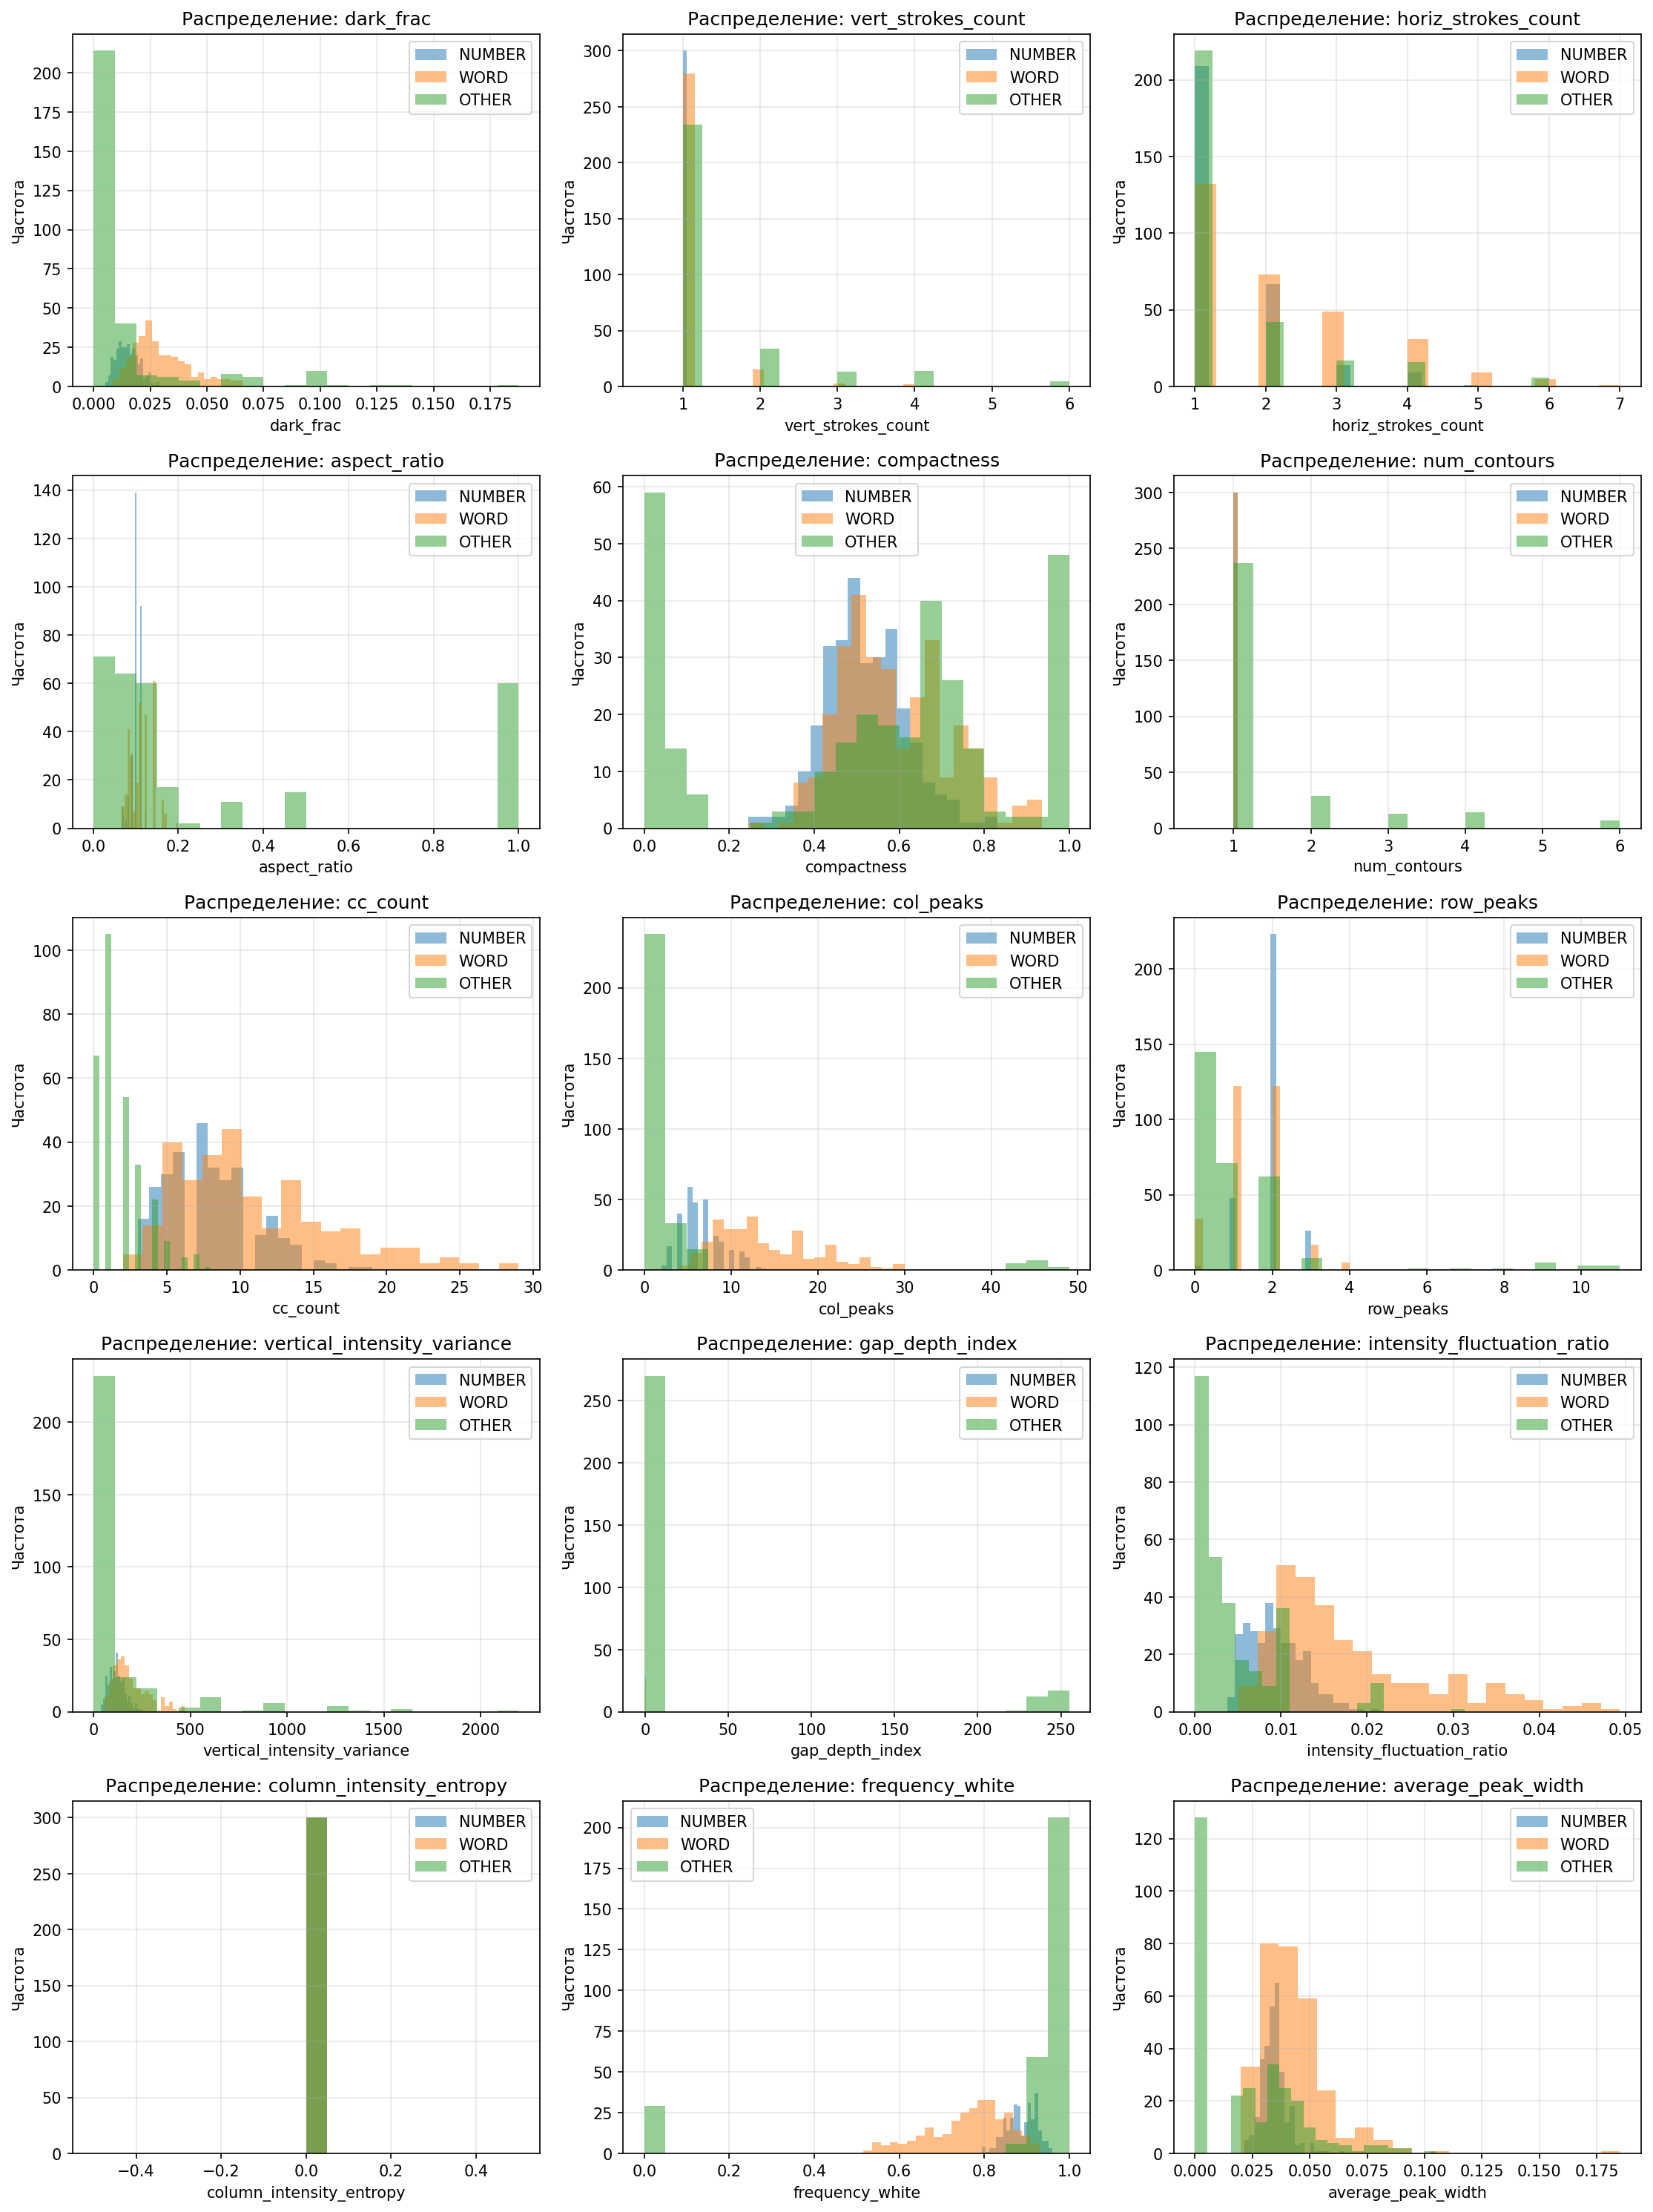 Распределение: dark_frac
NUMBER
WORD
OTHER
Частота
0 25 50 75 100 125 150 175 200
0.000 0.025 0.050 0.075 0.100 0.125 0.150 0.175
dark_frac
Распределение: vert_strokes_count
NUMBER
WORD
OTHER
Частота
0 50 100 150 200 250 300
1 2 3 4 5 6
vert_strokes_count
Распределение: horiz_strokes_count
NUMBER
WORD
OTHER
Частота
0 50 100 150 200
1 2 3 4 5 6 7
horiz_strokes_count
Распределение: aspect_ratio
NUMBER
WORD
OTHER
Частота
0 20 40 60 80 100 120 140
0.0 0.2 0.4 0.6 0.8 1.0
aspect_ratio
Распределение: compactness
NUMBER
WORD
OTHER
Частота
0 10 20 30 40 50 60
0.0 0.2 0.4 0.6 0.8 1.0
compactness
Распределение: num_contours
NUMBER
WORD
OTHER
Частота
0 50 100 150 200 250 300
1 2 3 4 5 6
num_contours
Распределение: cc_count
NUMBER
WORD
OTHER
Частота
0 20 40 60 80 100
0 5 10 15 20 25 30
cc_count
Распределение: col_peaks
NUMBER
WORD
OTHER
Частота
0 50 100 150 200
0 10 20 30 40 50
col_peaks
Распределение: row_peaks
NUMBER
WORD
OTHER
Частота
0 50 100 150 200
0 2 4 6 8 10
row_peaks
Распределение: vertical_intensity_variance
NUMBER
WORD
OTHER
Частота
0 50 100 150 200
0 500 1000 1500 2000
vertical_intensity_variance
Распределение: gap_depth_index
NUMBER
WORD
OTHER
Частота
0 50 100 150 200 250
0 50 100 150 200 250
gap_depth_index
Распределение: intensity_fluctuation_ratio
NUMBER
WORD
OTHER
Частота
0 20 40 60 80 100 120
0.00 0.01 0.02 0.03 0.04 0.05
intensity_fluctuation_ratio
Распределение: column_intensity_entropy
NUMBER
WORD
OTHER
Частота
0 50 100 150 200 250 300
−0.4 −0.2 0.0 0.2 0.4
column_intensity_entropy
Распределение: frequency_white
NUMBER
WORD
OTHER
Частота
0 25 50 75 100 125 150 175 200
0.0 0.2 0.4 0.6 0.8 1.0
frequency_white
Распределение: average_peak_width
NUMBER
WORD
OTHER
Частота
0 20 40 60 80 100 120
0.000 0.025 0.050 0.075 0.100 0.125 0.150 0.175
average_peak_width